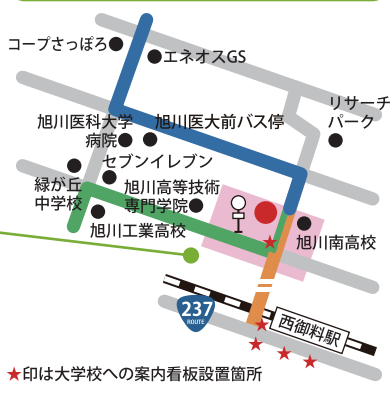 コープさっぽろ
エネオスGS
リサーチ
パーク
旭川医科大学
病院
旭川医大前バス停
セブンイレブン
緑が丘
中学校
旭川高等技術
専門学院
旭川工業高校
旭川南高校
237
ROUTE
西御料駅
★印は大学校への案内看板設置箇所